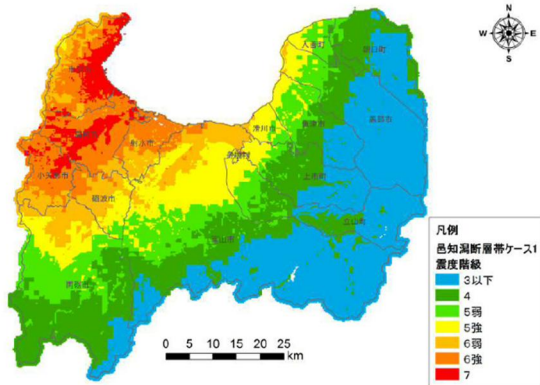 N
W E
S
入善町
朝日町
氷見市
魚津市
黒部市
滑川市
高岡市
射水市
舟橋村
上市町
小矢部市
砺波市
立山町
富山市
南砺市
凡例
邑知潟断層帯ケース1
震度階級
3以下
4
5弱
5強
6弱
6強
7
0 5 10 15 20 25
km